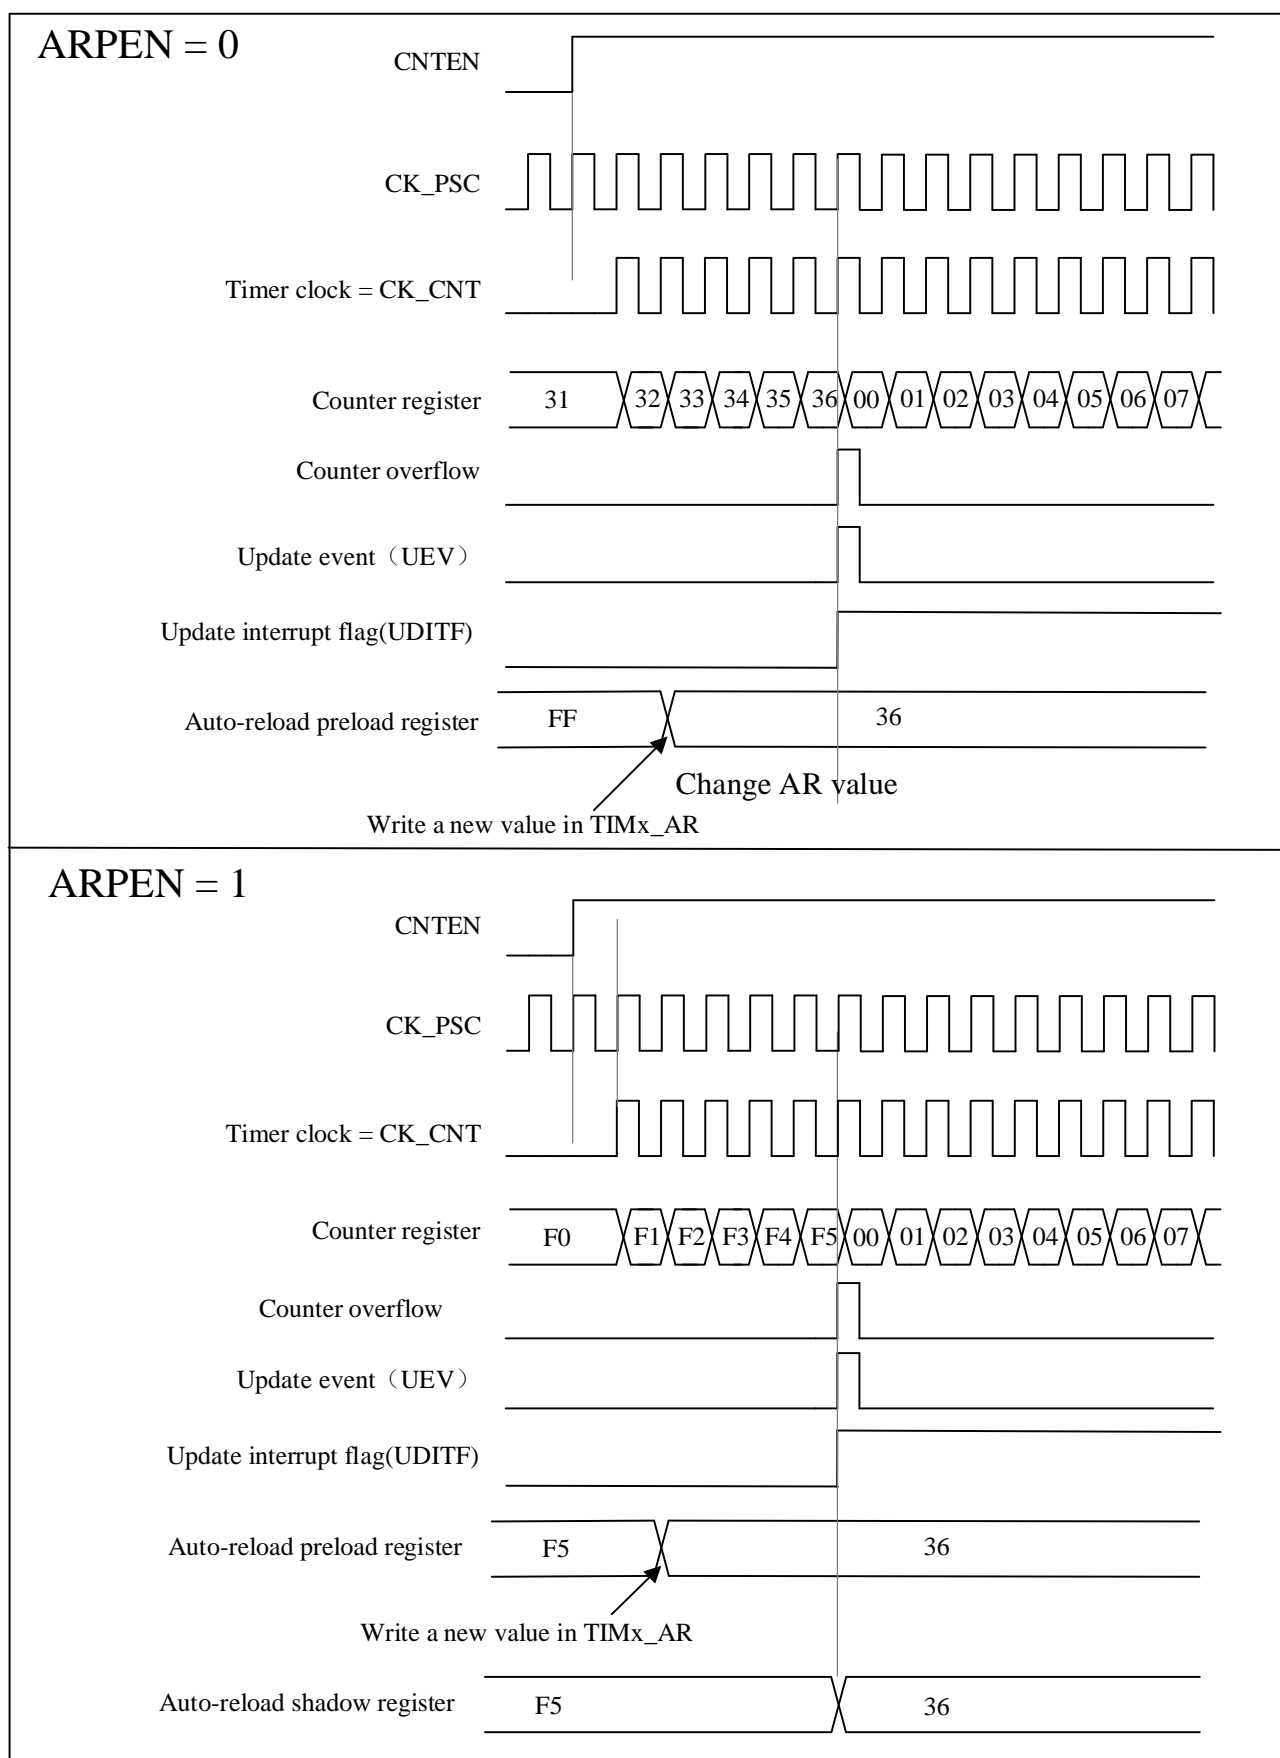 ARPEN = 0
CNTEN
CK_PSC
Timer clock = CK_CNT
Counter register 31 32 33 34 35 36 00 01 02 03 04 05 06 07
Counter overflow
Update event（UEV）
Update interrupt flag(UDITF)
Auto-reload preload register FF 36
Change AR value
Write a new value in TIMx_AR
ARPEN = 1
CNTEN
CK_PSC
Timer clock = CK_CNT
Counter register F0 F1 F2 F3 F4 F5 00 01 02 03 04 05 06 07
Counter overflow
Update event（UEV）
Update interrupt flag(UDITF)
Auto-reload preload register F5 36
Write a new value in TIMx_AR
Auto-reload shadow register F5 36